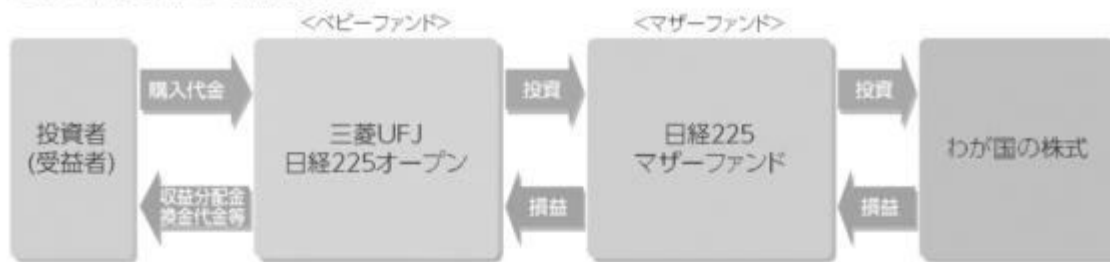 <ベビーファンド>
<マザーファンド>
購入代金
投資
投資
投資者
(受益者)
三菱UFJ
日経225オープン
日経225
マザーファンド
わが国の株式
収益分配金
換金代金等
損益
損益